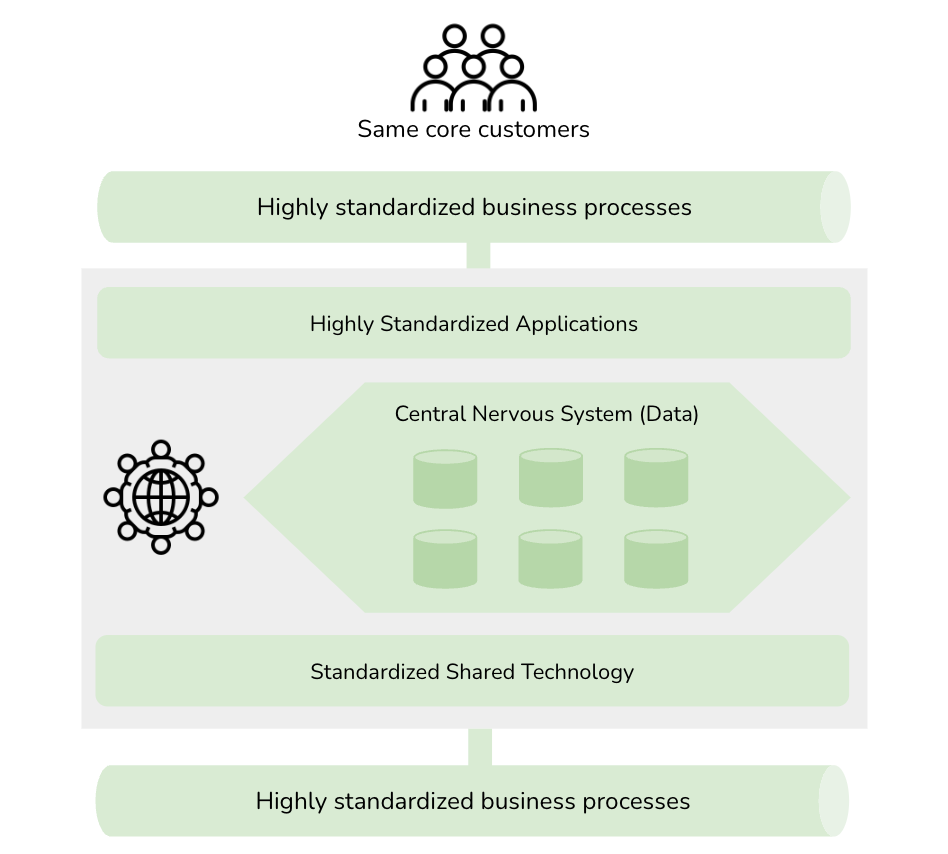 Same core customers
Highly standardized business processes
Highly Standardized Applications
Central Nervous System (Data)
Standardized Shared Technology
Highly standardized business processes